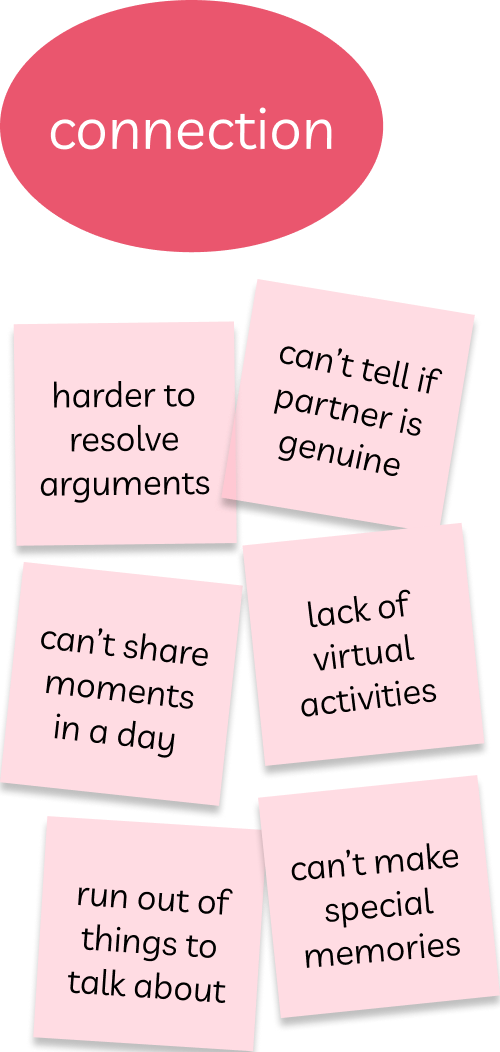 connection
harder to
resolve
arguments
can't tell if
partner is
genuine
can't share
moments
in a day
lack of
virtual
activities
run out of
things to
talk about
can't make
special
memories